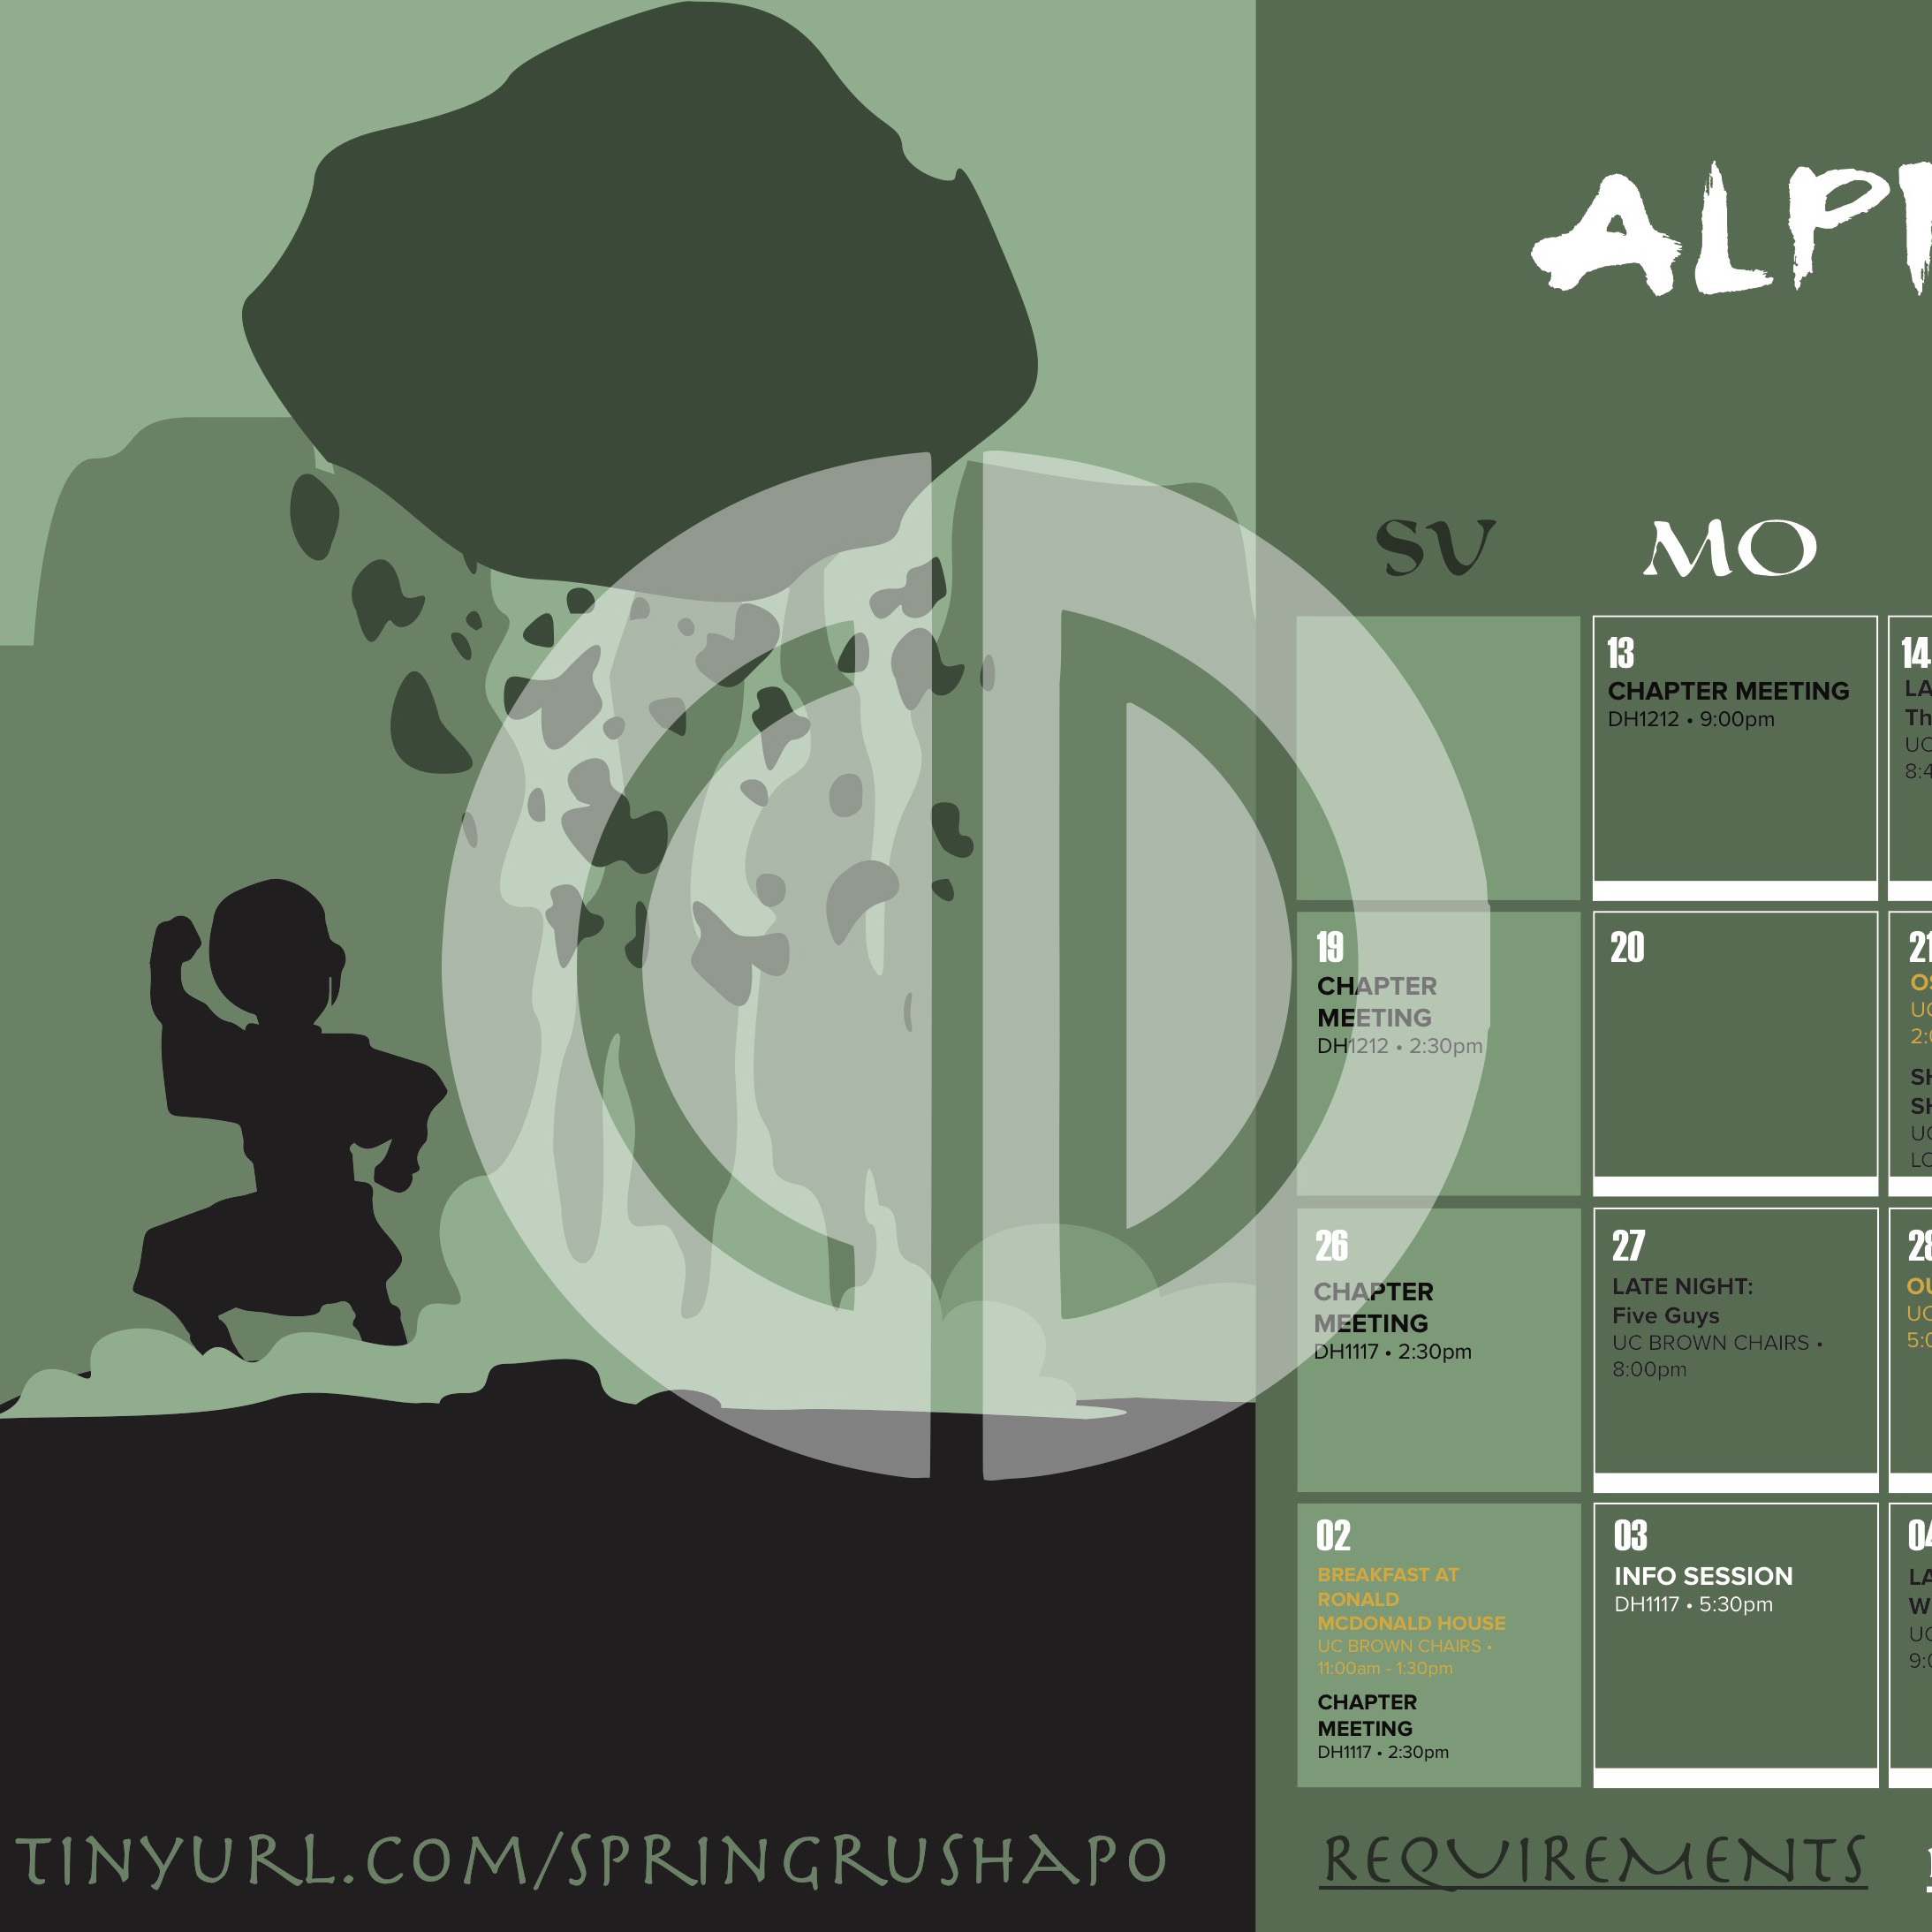 SU MO
13
CHAPTER MEETING
DH1212 • 9:00pm
14
19
CHAPTER
MEETING
DH1212 • 2:30pm
20
21
26
CHAPTER
MEETING
DH1117 • 2:30pm
27
LATE NIGHT:
Five Guys
UC BROWN CHAIRS •
8:00pm
28
02
BREAKFAST AT
RONALD
MCDONALD HOUSE
UC BROWN CHAIRS •
11:00am - 1:30pm
CHAPTER
MEETING
DH1117 • 2:30pm
03
INFO SESSION
DH1117 • 5:30pm
04
TINYURL.COM/SPRINGRUSHAPO
REQUIREMENTS